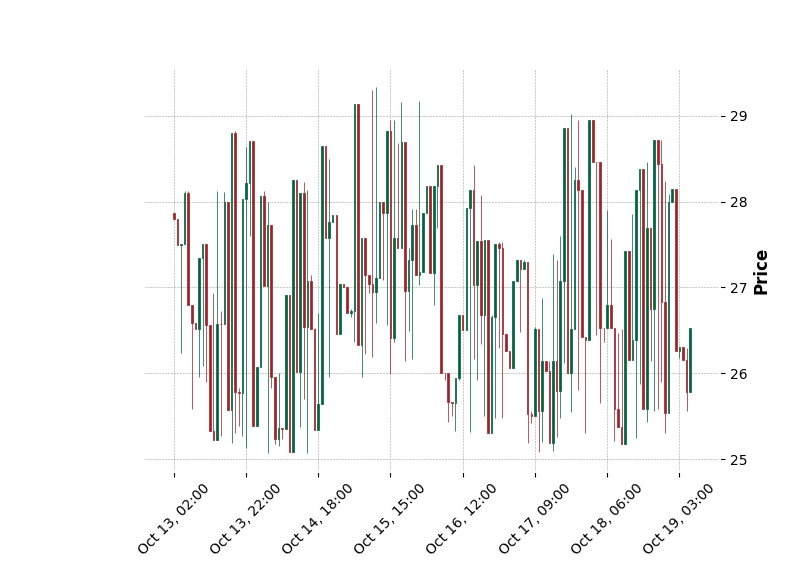 29
28
27
26
25
Price
Oct 13, 02:00
Oct 13, 22:00
Oct 14, 18:00
Oct 15, 15:00
Oct 16, 12:00
Oct 17, 09:00
Oct 18, 06:00
Oct 19, 03:00